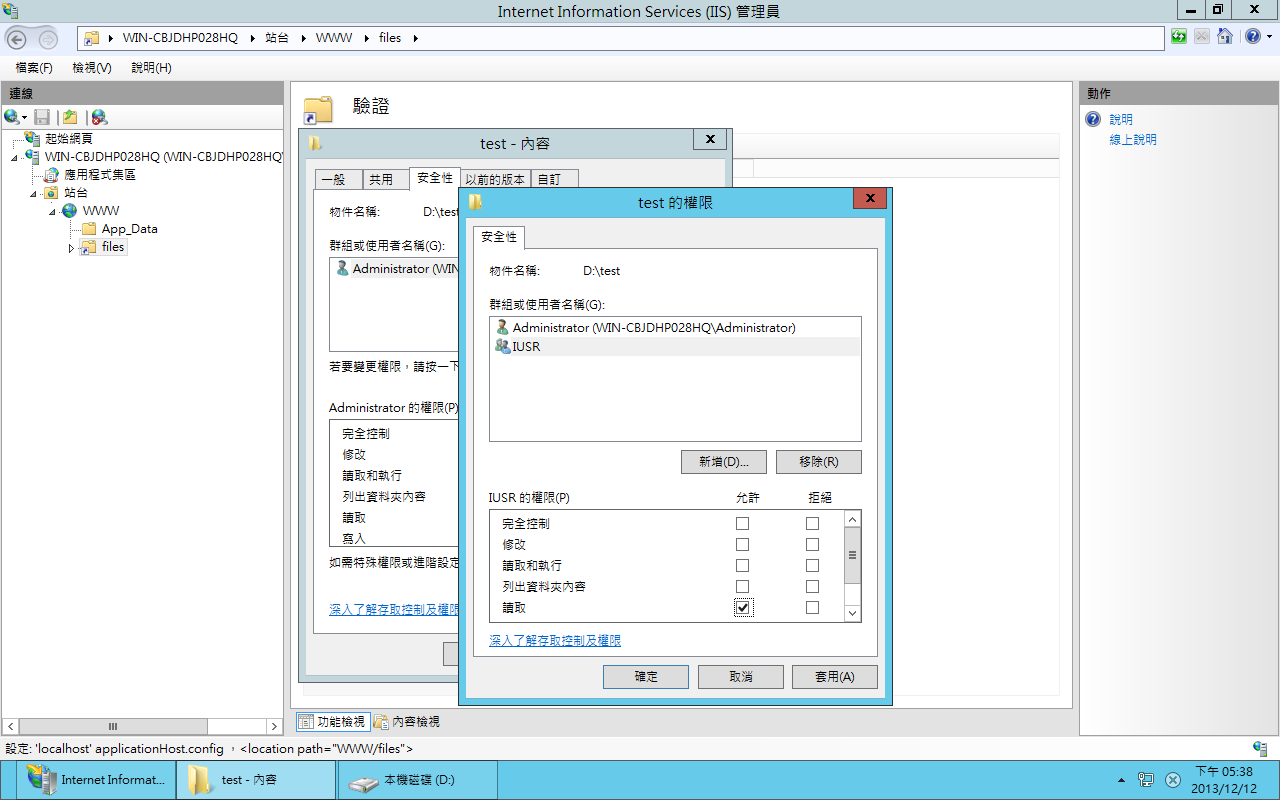 Internet Information Services (IIS) 管理員
WIN-CBJDHP028HQ 站台 WWW files
檔案(F) 檢視(V) 說明(H)
連線
起始網頁
WIN-CBJDHP028HQ (WIN-CBJDHP028HQ\
應用程式集區
站台
WWW
App_Data
files
驗證
test - 內容
一般 共用 安全性 以前的版本 自訂
物件名稱: D:\test
群組或使用者名稱(G):
Administrator (WIN
若要變更權限，請按一下
Administrator 的權限(P)
完全控制
修改
讀取和執行
列出資料夾內容
讀取
寫入
如需特殊權限或進階設定
深入了解存取控制及權限
test 的權限
安全性
物件名稱: D:\test
群組或使用者名稱(G):
Administrator (WIN-CBJDHP028HQ\Administrator)
IUSR
新增(D)... 移除(R)
IUSR 的權限(P) 允許 拒絕
完全控制
修改
讀取和執行
列出資料夾內容
讀取
深入了解存取控制及權限
確定 取消 套用(A)
動作
說明
線上說明
功能檢視 內容檢視
設定: 'localhost' applicationHost.config ，<location path="WWW/files">
Internet Informat... test - 內容 本機磁碟 (D:)
下午 05:38
2013/12/12